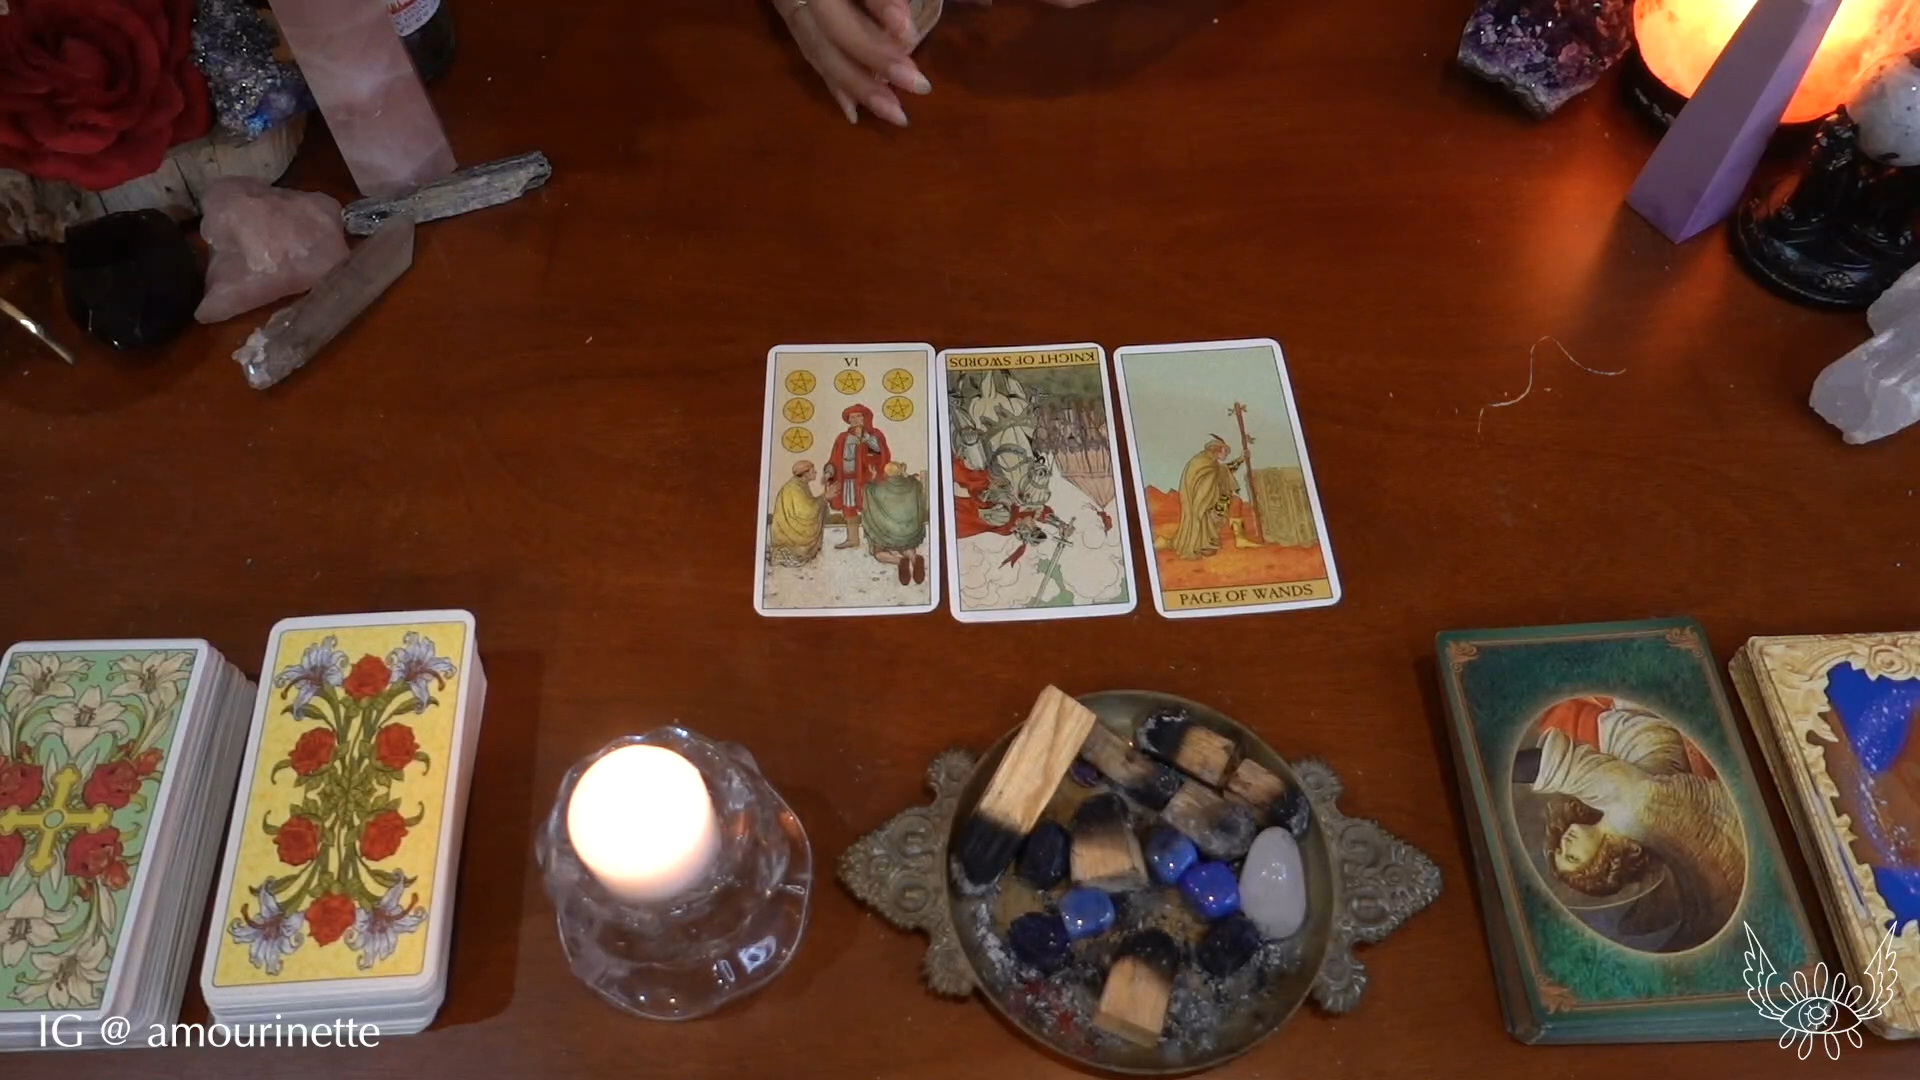 VI
KNIGHT OF SWORDS
PAGE OF WANDS
IG @ amourinette